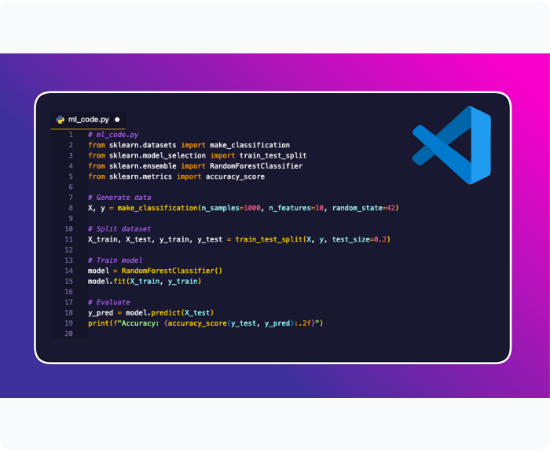 ml_code.py
1 # ml_code.py
2 from sklearn.datasets import make_classification
3 from sklearn.model_selection import train_test_split
4 from sklearn.ensemble import RandomForestClassifier
5 from sklearn.metrics import accuracy_score
6
7 # Generate data
8 X, y = make_classification(n_samples=1000, n_features=10, random_state=42)
9
10 # Split dataset
11 X_train, X_test, y_train, y_test = train_test_split(X, y, test_size=0.2)
12
13 # Train model
14 model = RandomForestClassifier()
15 model.fit(X_train, y_train)
16
17 # Evaluate
18 y_pred = model.predict(X_test)
19 print(f"Accuracy: {accuracy_score(y_test, y_pred):.2f}")
20